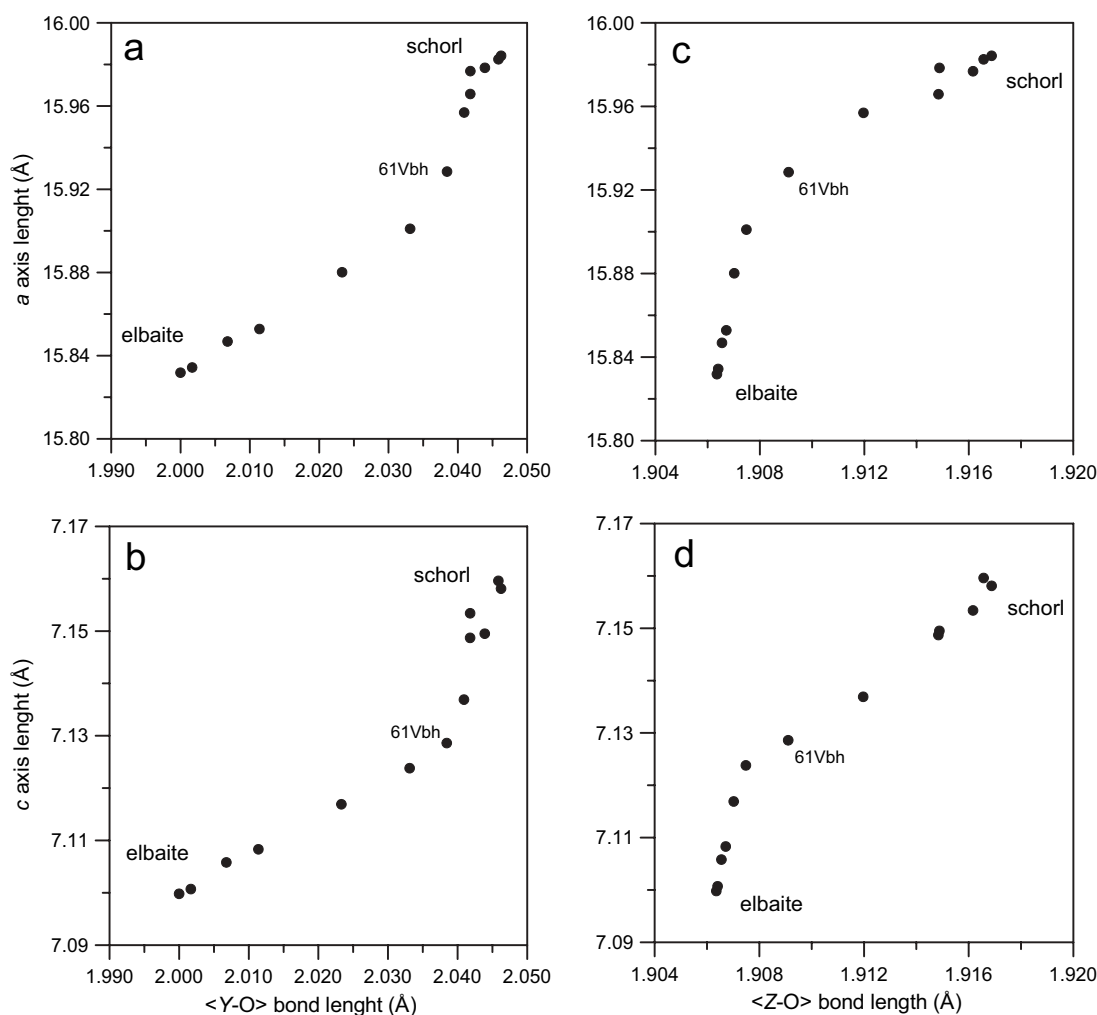 a
16.00
15.96
15.92
15.88
15.84
15.80
a axis lenght (Å)
schorl
61Vbh
elbaite
1.990 2.000 2.010 2.020 2.030 2.040 2.050
c
16.00
15.96
15.92
15.88
15.84
15.80
schorl
61Vbh
elbaite
1.904 1.908 1.912 1.916 1.920
b
7.17
7.15
7.13
7.11
7.09
c axis lenght (Å)
schorl
61Vbh
elbaite
1.990 2.000 2.010 2.020 2.030 2.040 2.050
<Y-O> bond lenght (Å)
d
7.17
7.15
7.13
7.11
7.09
schorl
61Vbh
elbaite
1.904 1.908 1.912 1.916 1.920
<Z-O> bond length (Å)